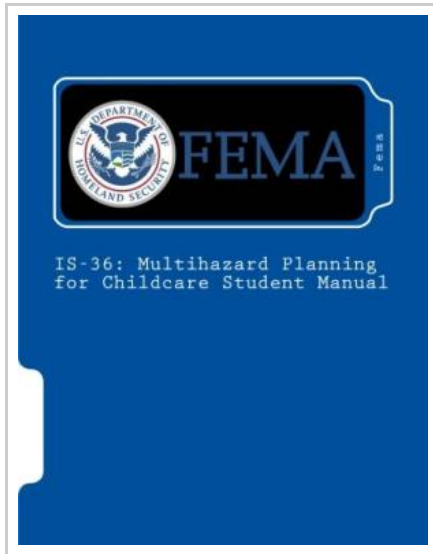 U.S. DEPARTMENT OF
HOMELAND SECURITY
FEMA
Fema
IS-36: Multihazard Planning
for Childcare Student Manual